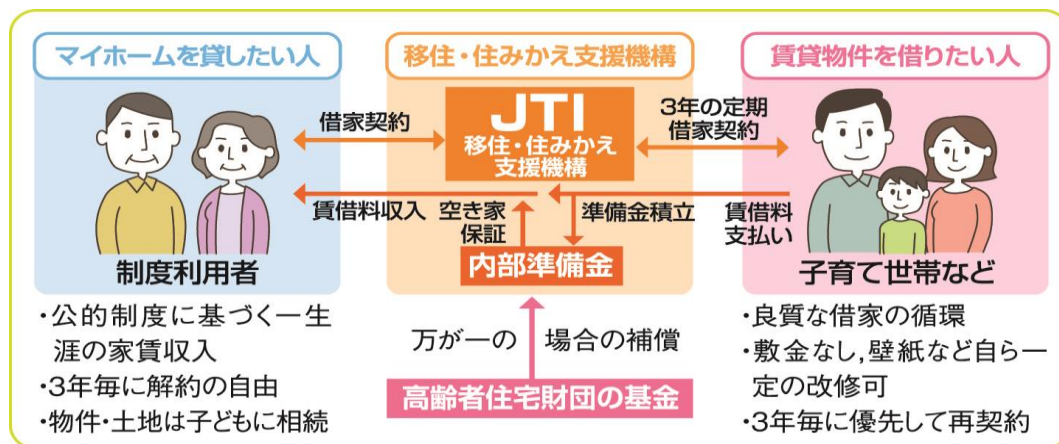 マイホームを貸したい人
移住・住みかえ支援機構
賃貸物件を借りたい人
借家契約
JTI
移住・住みかえ
支援機構
3年の定期
借家契約
賃借料収入
空き家
保証
準備金積立
賃借料
支払い
内部準備金
制度利用者
・公的制度に基づく一生
涯の家賃収入
・3年毎に解約の自由
・物件・土地は子どもに相続
万が一の 場合の補償
高齢者住宅財団の基金
子育て世帯など
・良質な借家の循環
・敷金なし,壁紙など自ら一
定の改修可
・3年毎に優先して再契約